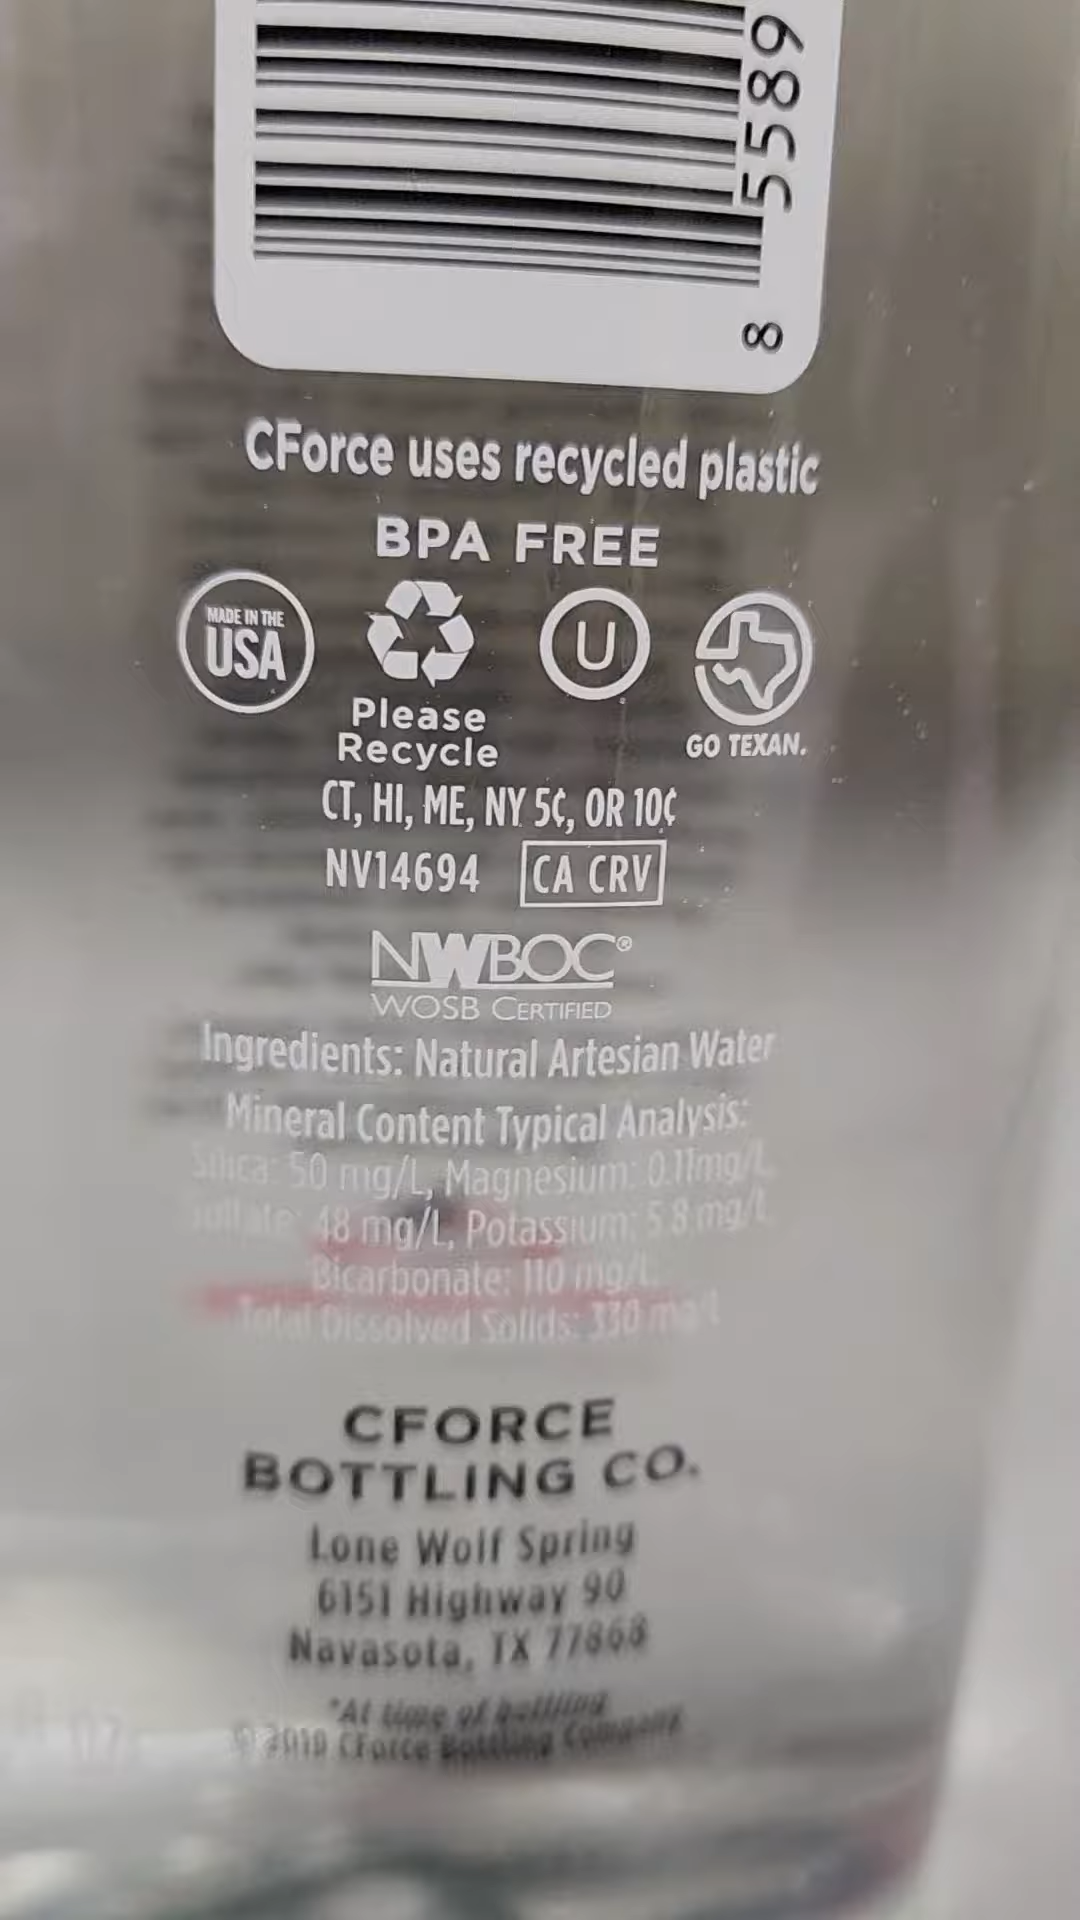 8 5589
CForce uses recycled plastic
BPA FREE
MADE IN THE
USA
U
Please
Recycle
GO TEXAN.
CT, HI, ME, NY 5¢, OR 10¢
NV14694 CA CRV
NWBOC®
WOSB CERTIFIED
Ingredients: Natural Artesian Water
Mineral Content Typical Analysis:
Silica: 50 mg/L, Magnesium: 0.11mg/L
Sulfate: 48 mg/L, Potassium: 5.8 mg/L
Bicarbonate: 110 mg/L
Total Dissolved Solids: 330 mg/L
CFORCE
BOTTLING CO.
Lone Wolf Spring
6151 Highway 90
Navasota, TX 77868
*At time of bottling
© CForce Bottling Company